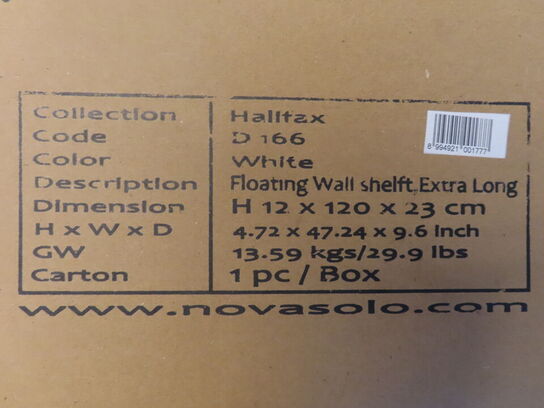 Collection Halifax
Code D 166
Color White
Description Floating Wall shelft,Extra Long
Dimension H 12 x 120 x 23 cm
H x W x D 4.72 x 47.24 x 9.6 Inch
GW 13.59 kgs/29.9 lbs
Carton 1 pc / Box
www.novasolo.com
8 994921 001777